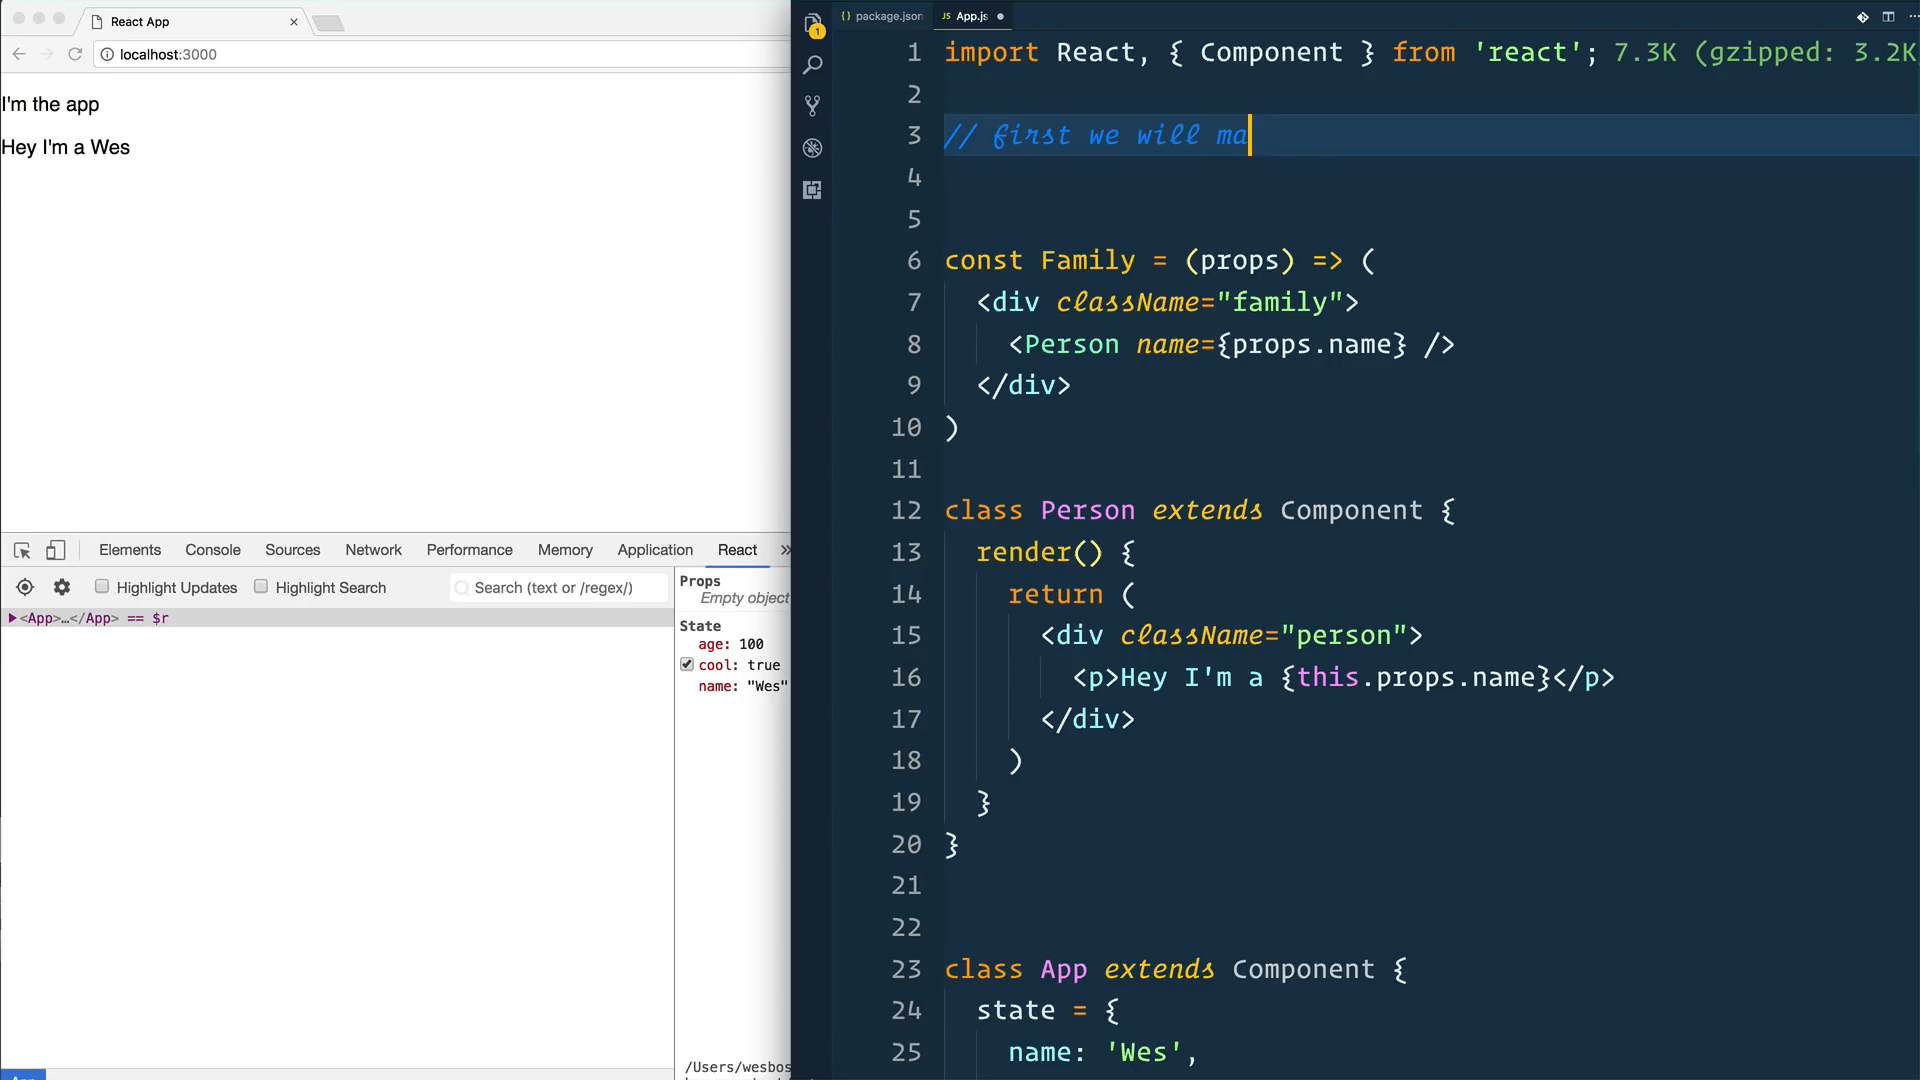 React App
localhost:3000
I'm the app
Hey I'm a Wes
Elements Console Sources Network Performance Memory Application React »
Highlight Updates Highlight Search Search (text or /regex/)
<App>…</App> == $r
Props
Empty object
State
age: 100
cool: true
name: "Wes"
/Users/wesbos
1
{} package.json JS App.js
1 import React, { Component } from 'react'; 7.3K (gzipped: 3.2K
2
3 // first we will ma
4
5
6 const Family = (props) => (
7 <div className="family">
8 <Person name={props.name} />
9 </div>
10 )
11
12 class Person extends Component {
13 render() {
14 return (
15 <div className="person">
16 <p>Hey I'm a {this.props.name}</p>
17 </div>
18 )
19 }
20 }
21
22
23 class App extends Component {
24 state = {
25 name: 'Wes',